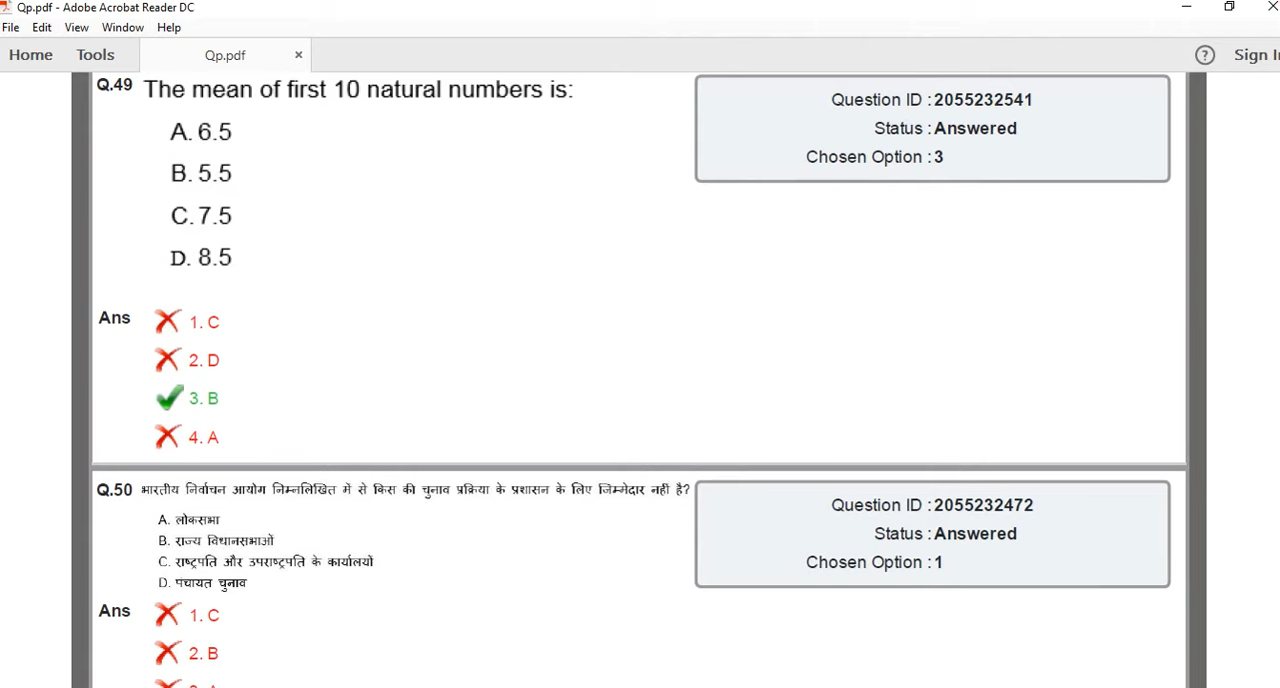 Qp.pdf - Adobe Acrobat Reader DC
File Edit View Window Help
Home Tools Qp.pdf × ? Sign In
Q.49 The mean of first 10 natural numbers is:
A. 6.5
B. 5.5
C. 7.5
D. 8.5
Question ID : 2055232541
Status : Answered
Chosen Option : 3
Ans 1. C
2. D
3. B
4. A
Q.50 भारतीय निर्वाचन आयोग निम्नलिखित में से किस की चुनाव प्रक्रिया के प्रशासन के लिए जिम्मेदार नहीं है?
A. लोकसभा
B. राज्य विधानसभाओं
C. राष्ट्रपति और उपराष्ट्रपति के कार्यालयों
D. पंचायत चुनाव
Question ID : 2055232472
Status : Answered
Chosen Option : 1
Ans 1. C
2. B